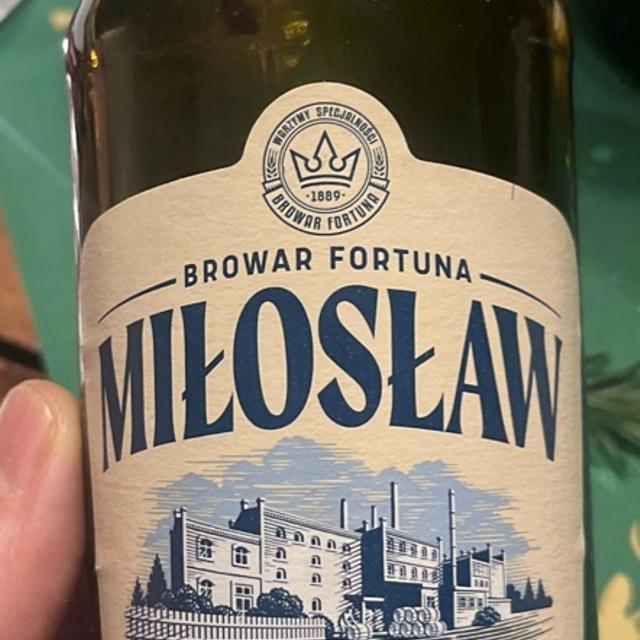 WARZYMY SPECJALNOŚCI
·1889·
BROWAR FORTUNA
BROWAR FORTUNA
MIŁOSŁAW